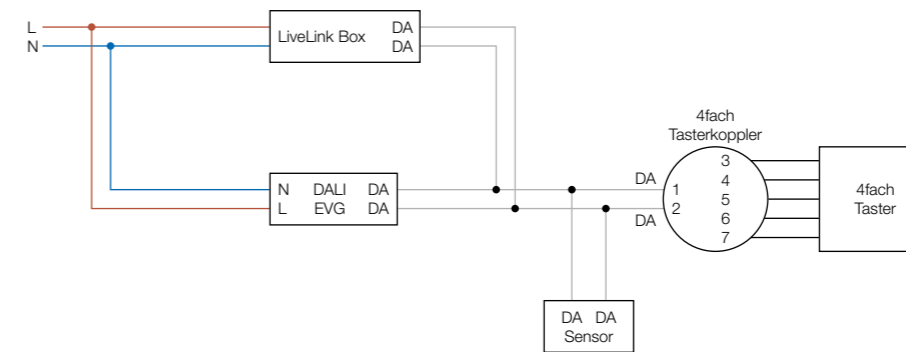 L
N
LiveLink Box
DA
DA
4fach
Tasterkoppler
N DALI DA
L EVG DA
DA
DA
1
2
3
4
5
6
7
4fach
Taster
DA DA
Sensor